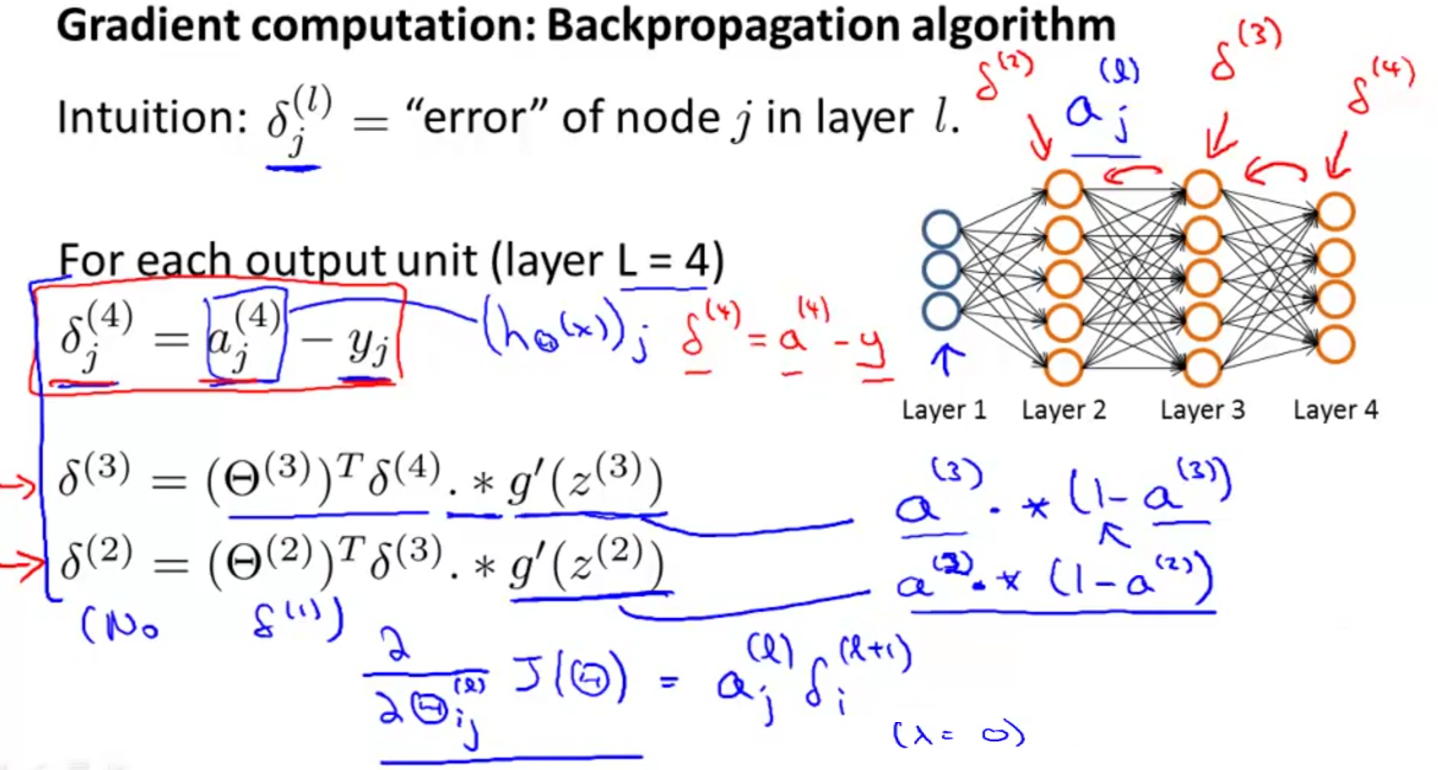 Gradient computation: Backpropagation algorithm
δ^(2) a_j^(l) δ^(3) δ^(4)
Intuition: δ_j^(l) = “error” of node j in layer l.
For each output unit (layer L = 4)
δ_j^(4) = a_j^(4) − y_j (h_Θ(x))_j δ^(4) = a^(4) - y
Layer 1 Layer 2 Layer 3 Layer 4
δ^(3) = (Θ^(3))^T δ^(4) . ∗ g′(z^(3)) a^(3) . * (1 - a^(3))
δ^(2) = (Θ^(2))^T δ^(3) . ∗ g′(z^(2)) a^(2) . * (1 - a^(2))
(No δ^(1))
∂/∂Θ_ij^(l) J(Θ) = a_j^(l) δ_i^(l+1)
(λ = 0)